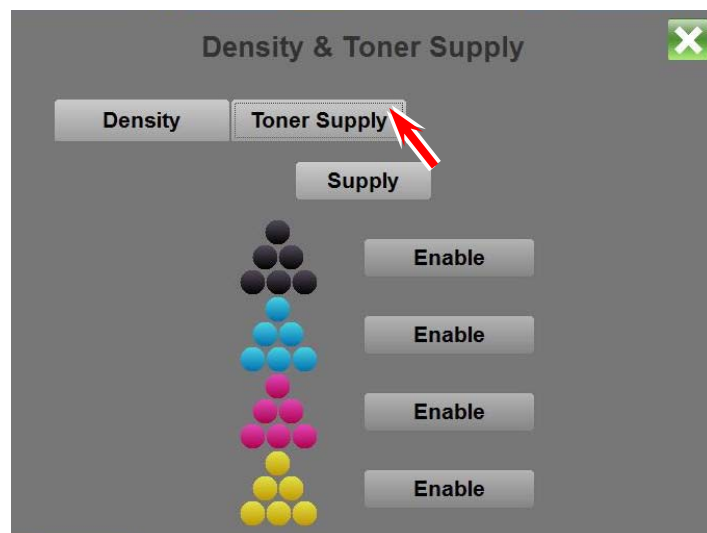 Density & Toner Supply
Density Toner Supply
Supply
Enable
Enable
Enable
Enable